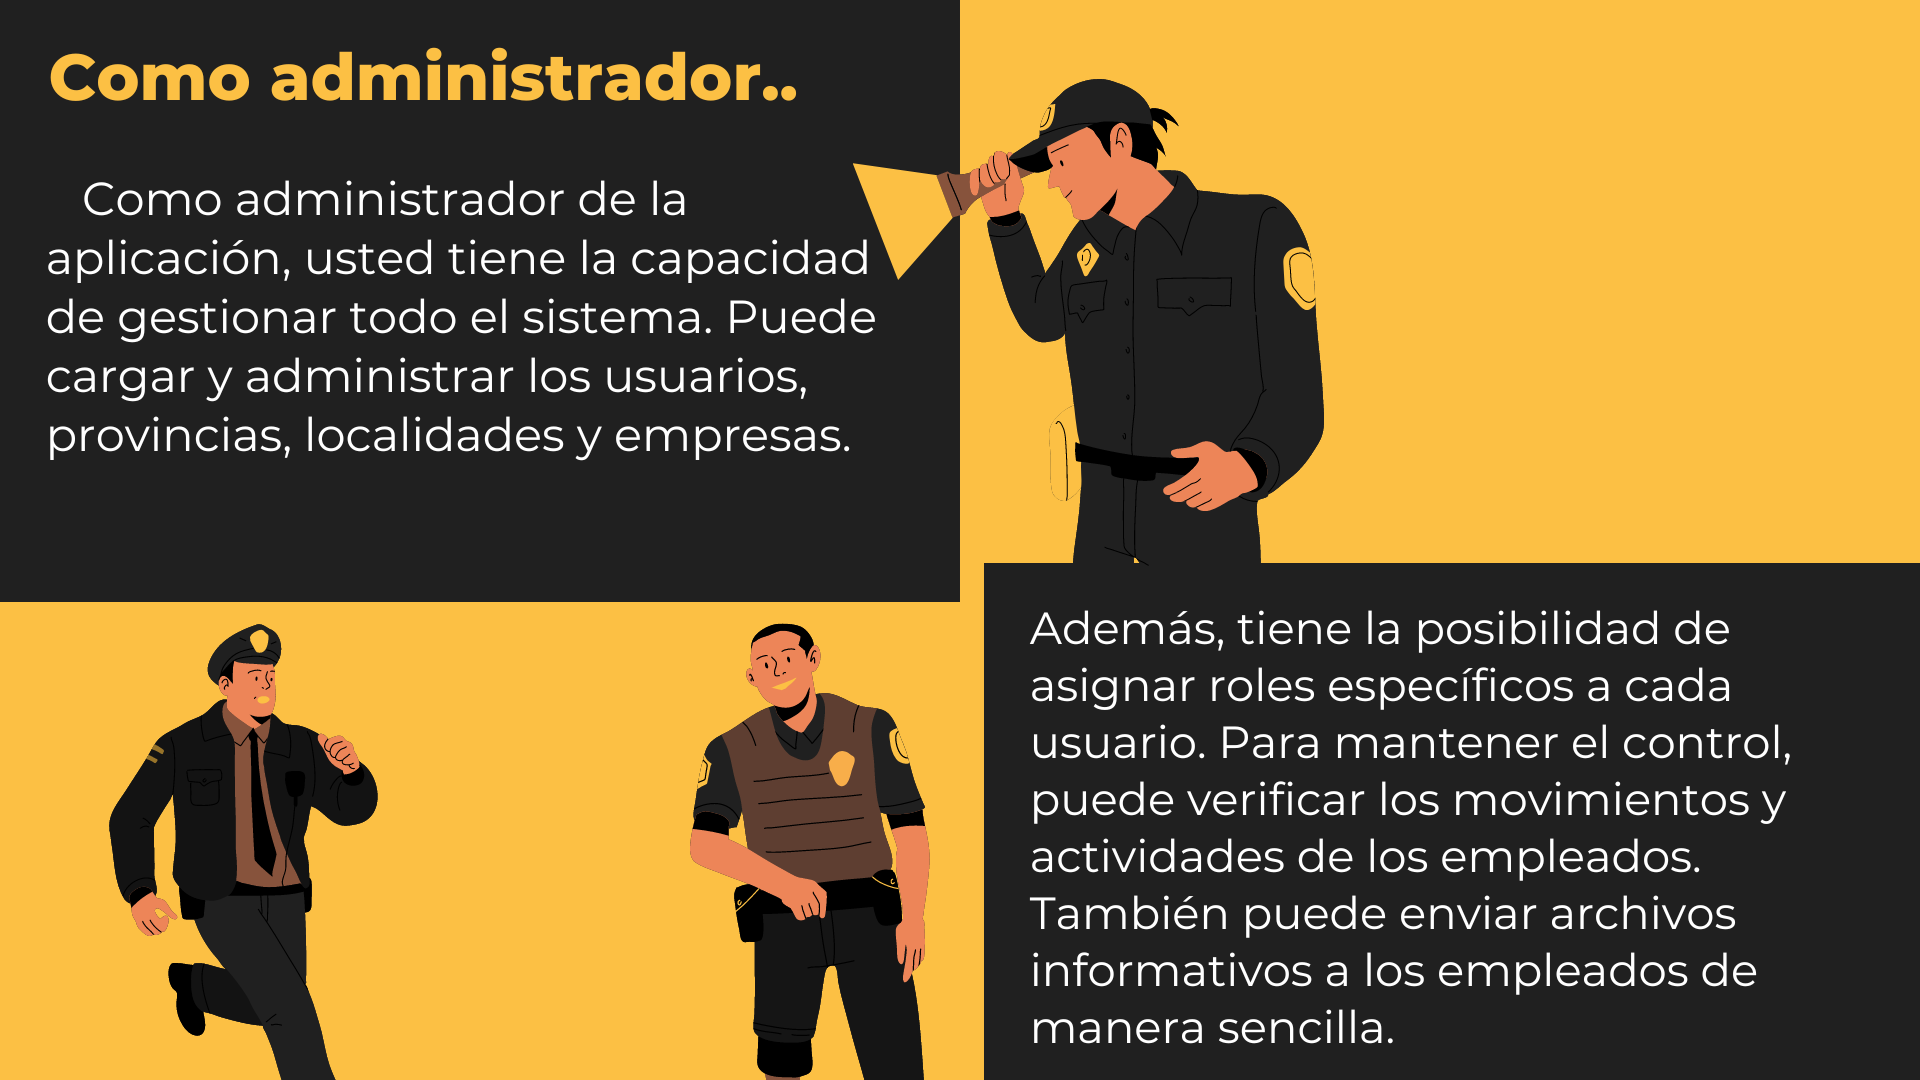 Como administrador..
Como administrador de la
aplicación, usted tiene la capacidad
de gestionar todo el sistema. Puede
cargar y administrar los usuarios,
provincias, localidades y empresas.
Además, tiene la posibilidad de
asignar roles específicos a cada
usuario. Para mantener el control,
puede verificar los movimientos y
actividades de los empleados.
También puede enviar archivos
informativos a los empleados de
manera sencilla.